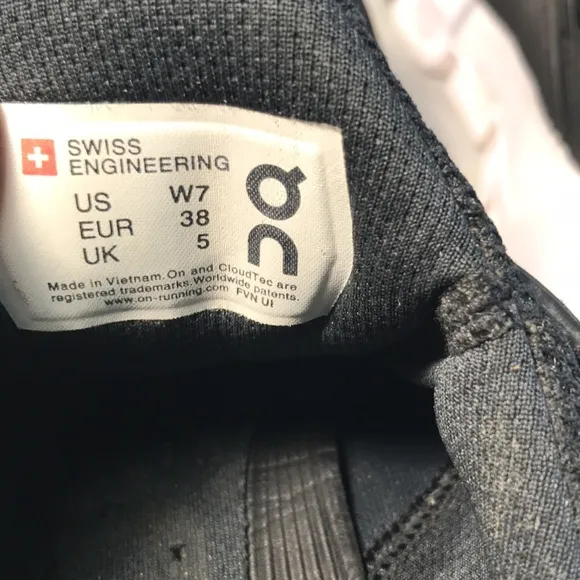 SWISS
ENGINEERING
US W7
EUR 38
UK 5
Made in Vietnam. On and CloudTec are
registered trademarks. Worldwide patents.
www.on-running.com FVN UI
On